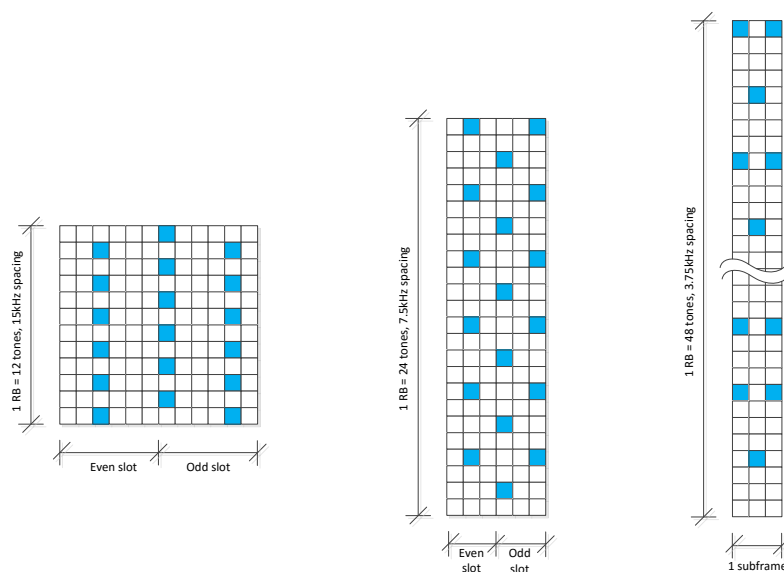 1 RB = 12 tones, 15kHz spacing
Even slot
Odd slot
1 RB = 24 tones, 7.5kHz spacing
Even
slot
Odd
slot
1 RB = 48 tones, 3.75kHz spacing
1 subframe